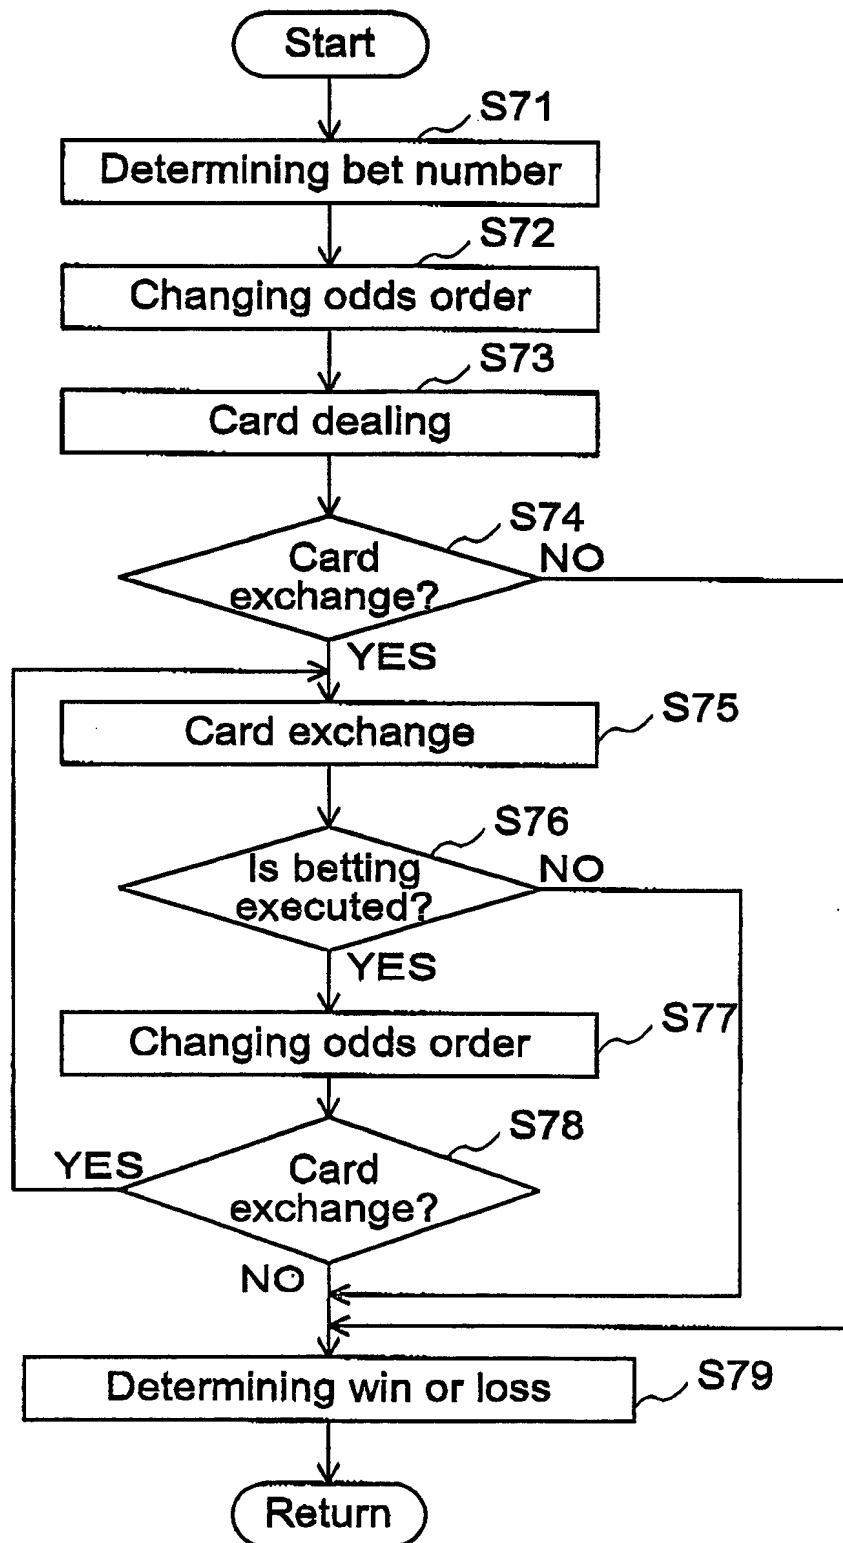 Start
S71
Determining bet number
S72
Changing odds order
S73
Card dealing
S74
Card
exchange?
NO
YES
Card exchange
S75
S76
Is betting
executed?
NO
YES
Changing odds order
S77
S78
YES
Card
exchange?
NO
Determining win or loss
S79
Return